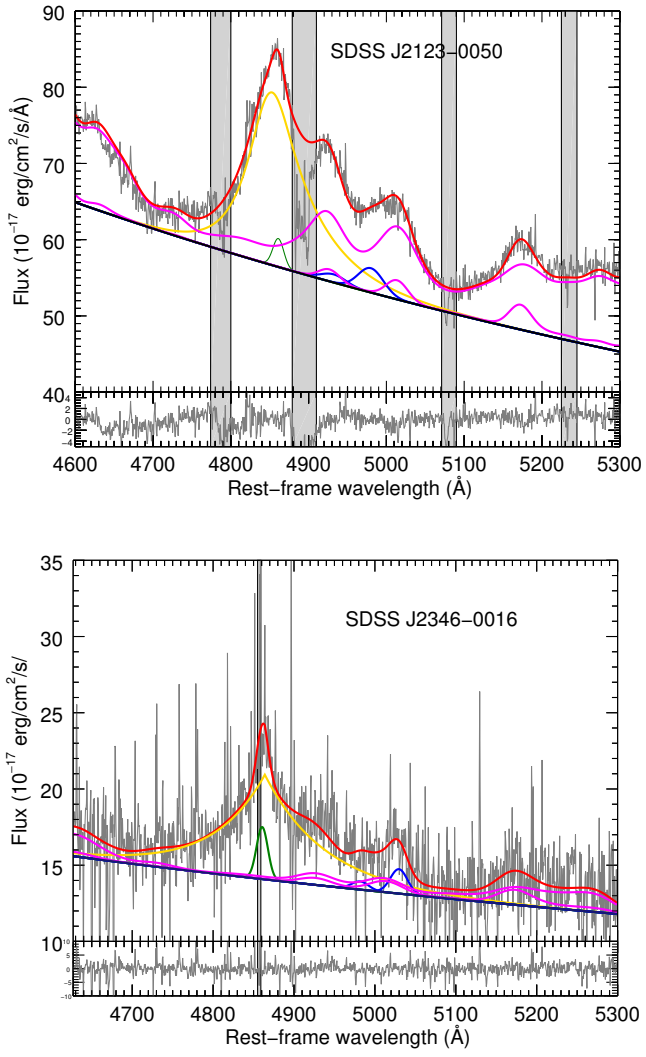 90
SDSS J2123−0050
80
70
60
50
40
Flux (10⁻¹⁷ erg/cm²/s/Å)
4
2
0
−2
−4
4600 4700 4800 4900 5000 5100 5200 5300
Rest−frame wavelength (Å)
35
SDSS J2346−0016
30
25
20
15
10
Flux (10⁻¹⁷ erg/cm²/s/
10
5
0
−5
−10
4700 4800 4900 5000 5100 5200 5300
Rest−frame wavelength (Å)